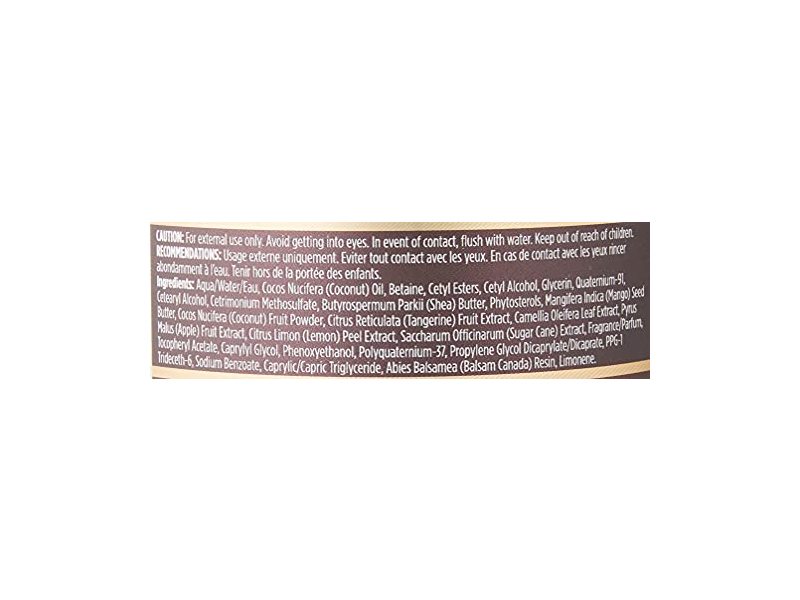 CAUTION: For external use only. Avoid getting into eyes. In event of contact, flush with water. Keep out of reach of children.
RECOMMENDATIONS: Usage externe uniquement. Eviter tout contact avec les yeux. En cas de contact avec les yeux rincer
abondamment à l'eau. Tenir hors de la portée des enfants.
Ingredients: Aqua/Water/Eau, Cocos Nucifera (Coconut) Oil, Betaine, Cetyl Esters, Cetyl Alcohol, Glycerin, Quaternium-91,
Cetearyl Alcohol, Cetrimonium Methosulfate, Butyrospermum Parkii (Shea) Butter, Phytosterols, Mangifera Indica (Mango) Seed
Butter, Cocos Nucifera (Coconut) Fruit Powder, Citrus Reticulata (Tangerine) Fruit Extract, Camellia Oleifera Leaf Extract, Pyrus
Malus (Apple) Fruit Extract, Citrus Limon (Lemon) Peel Extract, Saccharum Officinarum (Sugar Cane) Extract, Fragrance/Parfum,
Tocopheryl Acetate, Caprylyl Glycol, Phenoxyethanol, Polyquaternium-37, Propylene Glycol Dicaprylate/Dicaprate, PPG-1
Trideceth-6, Sodium Benzoate, Caprylic/Capric Triglyceride, Abies Balsamea (Balsam Canada) Resin, Limonene.